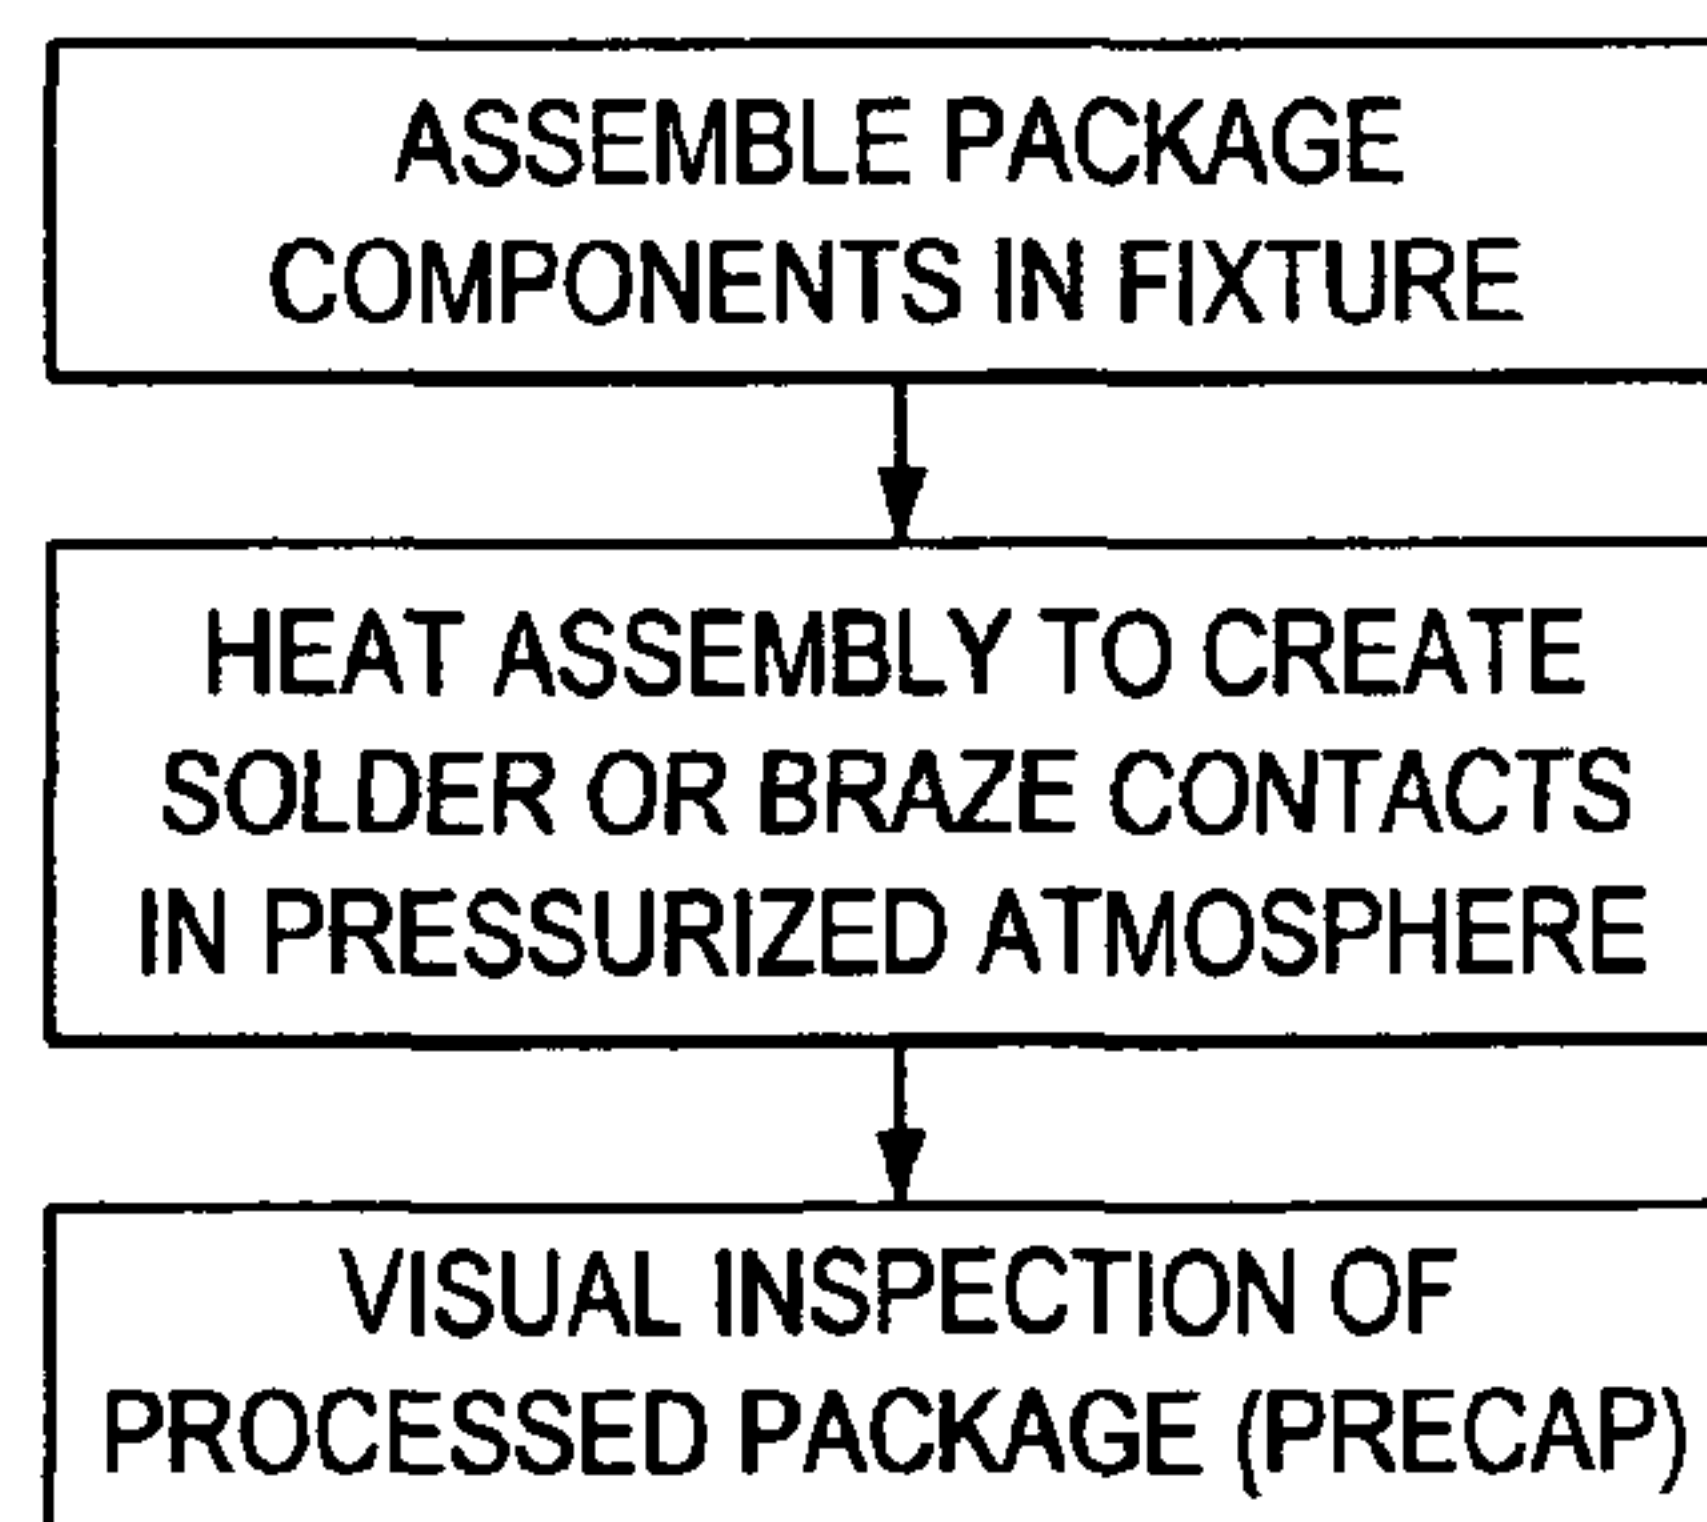 ASSEMBLE PACKAGE
COMPONENTS IN FIXTURE
HEAT ASSEMBLY TO CREATE
SOLDER OR BRAZE CONTACTS
IN PRESSURIZED ATMOSPHERE
VISUAL INSPECTION OF
PROCESSED PACKAGE (PRECAP)